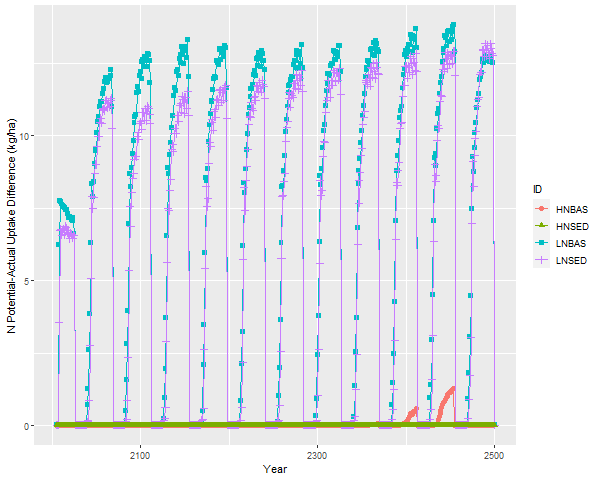 N Potential-Actual Uptake Difference (kg/ha)
10
5
0
2100
2300
2500
Year
ID
HNBAS
HNSED
LNBAS
LNSED